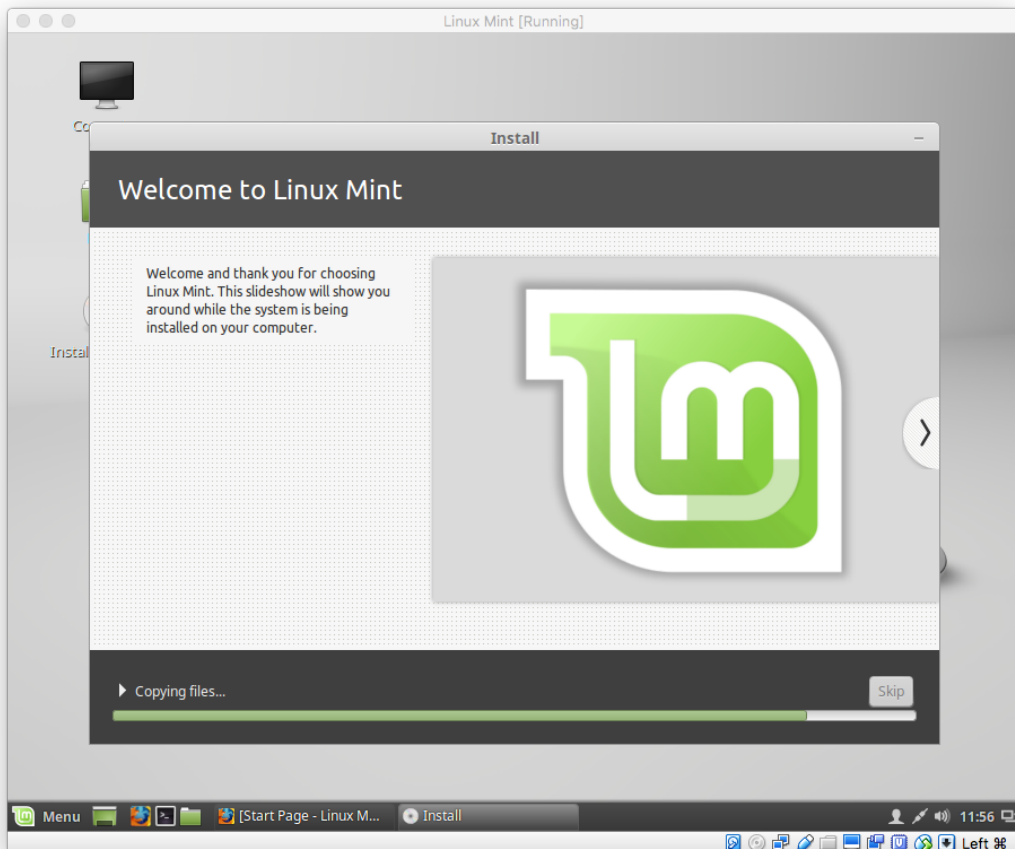 Linux Mint [Running]
Co
Install
Welcome to Linux Mint
Welcome and thank you for choosing
Linux Mint. This slideshow will show you
around while the system is being
installed on your computer.
Instal
Copying files...
Skip
Menu
[Start Page - Linux M...
Install
11:56
Left ⌘